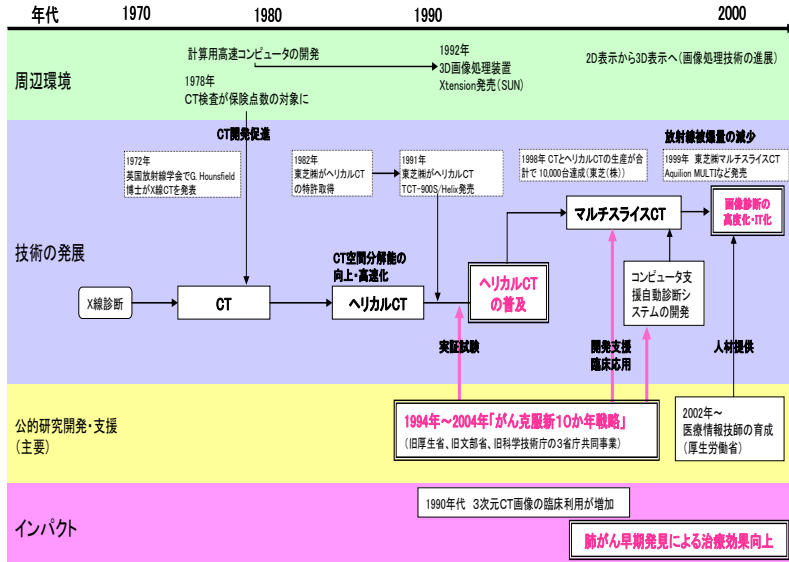 年代
1970
1980
1990
2000
周辺環境
計算用高速コンピュータの開発
1978年
CT検査が保険点数の対象に
1992年
3D画像処理装置
Xtension発売(SUN)
2D表示から3D表示へ(画像処理技術の進展)
技術の発展
CT開発促進
放射線被爆量の減少
1972年
英国放射線学会でG. Hounsfield
博士がX線CTを発表
1982年
東芝㈱がヘリカルCT
の特許取得
1991年
東芝㈱がヘリカルCT
TCT-900S/Helix発売
1998年 CTとヘリカルCTの生産が合
計で 10,000台達成(東芝(株))
1999年 東芝㈱マルチスライスCT
Aquilion MULTIなど発売
マルチスライスCT
画像診断の
高度化・IT化
CT空間分解能の
向上・高速化
X線診断
CT
ヘリカルCT
ヘリカルCT
の普及
コンピュータ支
援自動診断シ
ステムの開発
実証試験
開発支援
臨床応用
人材提供
公的研究開発・支援
(主要)
1994年～2004年「がん克服新10か年戦略」
(旧厚生省、旧文部省、旧科学技術庁の3省庁共同事業)
2002年～
医療情報技師の育成
(厚生労働省)
インパクト
1990年代 3次元CT画像の臨床利用が増加
肺がん早期発見による治療効果向上